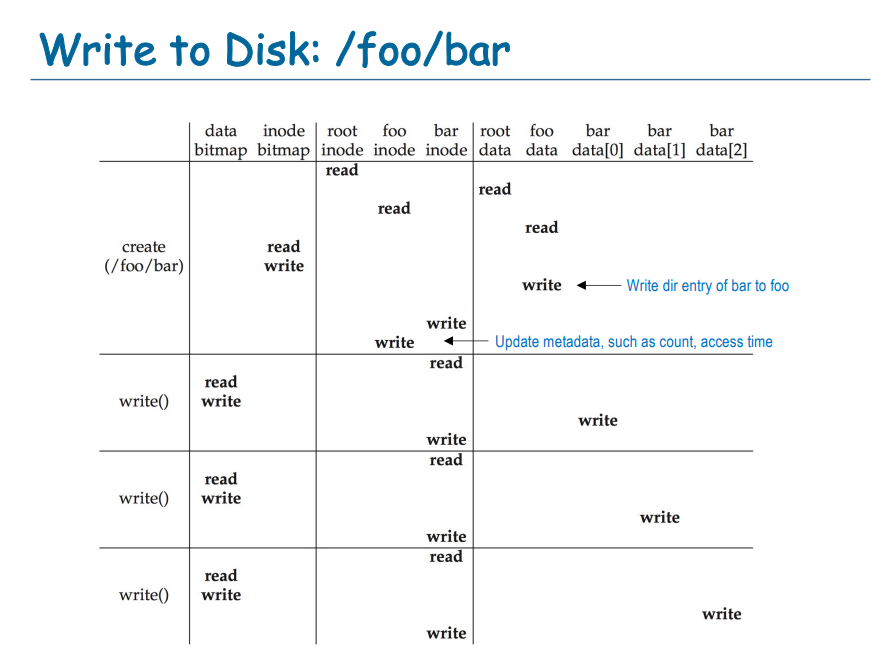 Write to Disk: /foo/bar
data inode root foo bar root foo bar bar bar
bitmap bitmap inode inode inode data data data[0] data[1] data[2]
read
read
read
read
create read
(/foo/bar) write
write Write dir entry of bar to foo
write
write Update metadata, such as count, access time
read
read
write() write
write
write
read
read
write() write
write
write
read
read
write() write
write
write